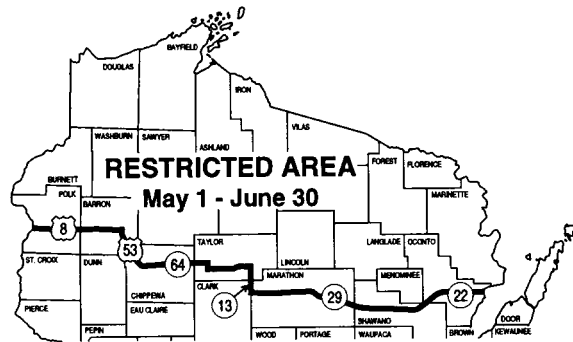 BAYFIELD
DOUGLAS
IRON
VILAS
WASHBURN
SAWYER
ASHLAND
FOREST
FLORENCE
RESTRICTED AREA
May 1 - June 30
BURNETT
POLK
BARRON
MARINETTE
8
53
64
TAYLOR
LINCOLN
LANGLADE
OCONTO
ST. CROIX
DUNN
CHIPPEWA
CLARK
MARATHON
MENOMINEE
13
29
22
PIERCE
PEPIN
EAU CLAIRE
WOOD
PORTAGE
SHAWANO
WAUPACA
BROWN
DOOR
KEWAUNEE